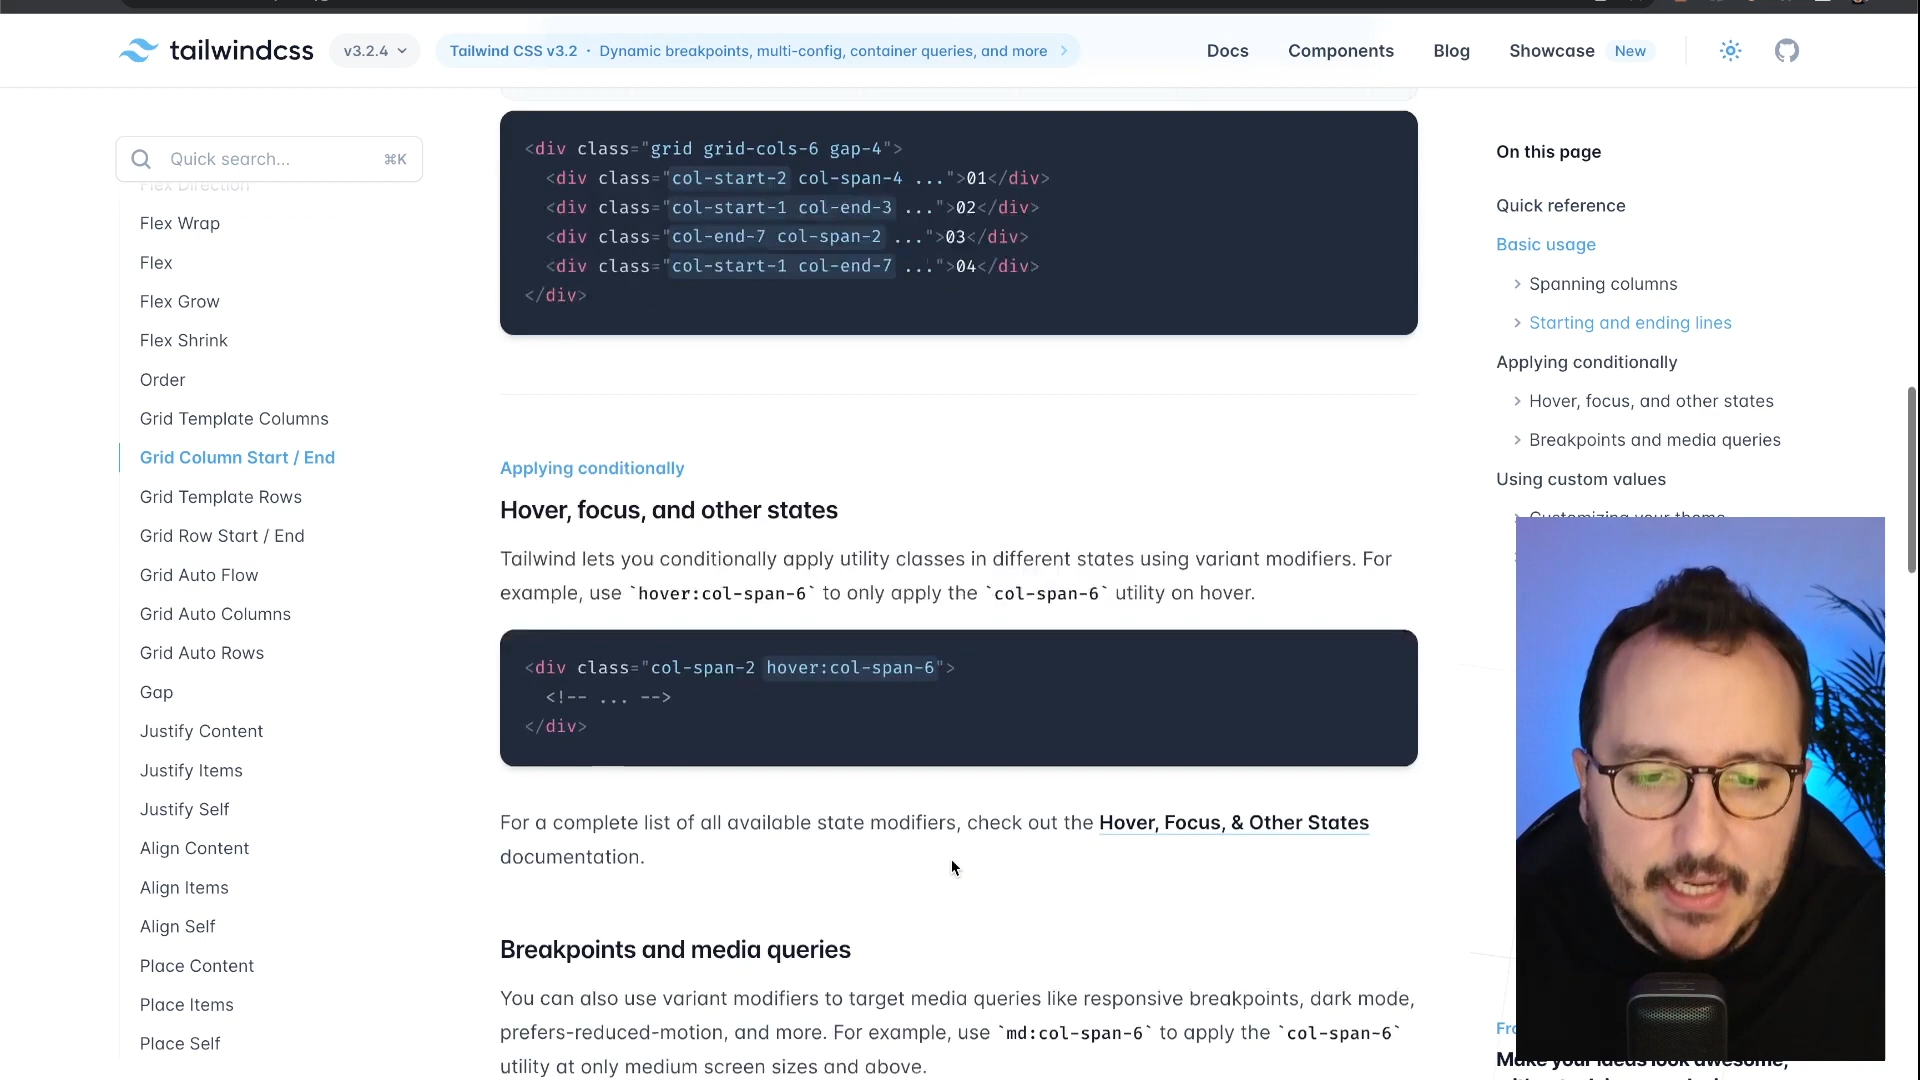 tailwindcss
v3.2.4
Tailwind CSS v3.2 · Dynamic breakpoints, multi-config, container queries, and more
Docs
Components
Blog
Showcase
New
Quick search...
⌘K
Flex Direction
Flex Wrap
Flex
Flex Grow
Flex Shrink
Order
Grid Template Columns
Grid Column Start / End
Grid Template Rows
Grid Row Start / End
Grid Auto Flow
Grid Auto Columns
Grid Auto Rows
Gap
Justify Content
Justify Items
Justify Self
Align Content
Align Items
Align Self
Place Content
Place Items
Place Self
<div class="grid grid-cols-6 gap-4">
<div class="col-start-2 col-span-4 ...">01</div>
<div class="col-start-1 col-end-3 ...">02</div>
<div class="col-end-7 col-span-2 ...">03</div>
<div class="col-start-1 col-end-7 ...">04</div>
</div>
Applying conditionally
Hover, focus, and other states
Tailwind lets you conditionally apply utility classes in different states using variant modifiers. For
example, use `hover:col-span-6` to only apply the `col-span-6` utility on hover.
<div class="col-span-2 hover:col-span-6">
<!-- ... -->
</div>
For a complete list of all available state modifiers, check out the Hover, Focus, & Other States
documentation.
Breakpoints and media queries
You can also use variant modifiers to target media queries like responsive breakpoints, dark mode,
prefers-reduced-motion, and more. For example, use `md:col-span-6` to apply the `col-span-6`
utility at only medium screen sizes and above.
On this page
Quick reference
Basic usage
Spanning columns
Starting and ending lines
Applying conditionally
Hover, focus, and other states
Breakpoints and media queries
Using custom values
Customizing your theme
Make your ideas look awesome,